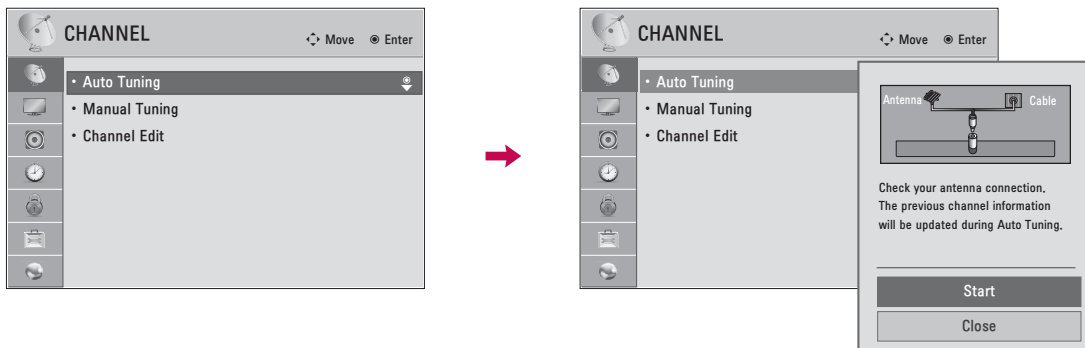 CHANNEL
Move Enter
• Auto Tuning
• Manual Tuning
• Channel Edit
CHANNEL
Move Enter
• Auto Tuning
• Manual Tuning
• Channel Edit
Antenna Cable
Check your antenna connection.
The previous channel information
will be updated during Auto Tuning.
Start
Close